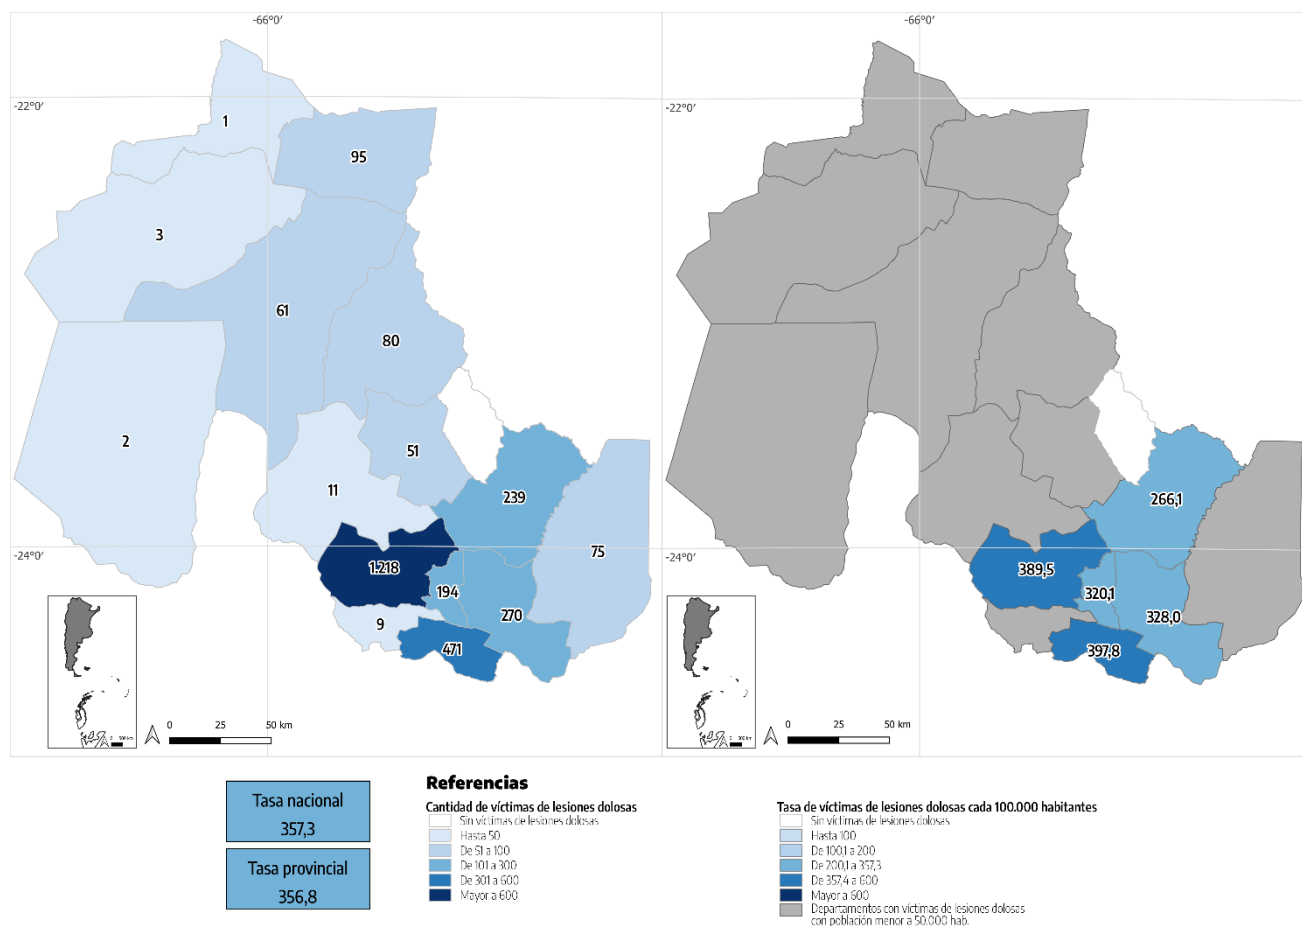 -66°0′
-66°0′
-22°0′
-22°0′
1
95
3
61
80
2
51
11
239
75
1.218
194
270
9
471
-24°0′
-24°0′
266,1
389,5
320,1
328,0
397,8
0 25 50 km
0 500 km
0 25 50 km
0 500 km
Tasa nacional
357,3
Tasa provincial
356,8
Referencias
Cantidad de víctimas de lesiones dolosas
Sin víctimas de lesiones dolosas
Hasta 50
De 51 a 100
De 101 a 300
De 301 a 600
Mayor a 600
Tasa de víctimas de lesiones dolosas cada 100.000 habitantes
Sin víctimas de lesiones dolosas
Hasta 100
De 100,1 a 200
De 200,1 a 357,3
De 357,4 a 600
Mayor a 600
Departamentos con víctimas de lesiones dolosas
con población menor a 50.000 hab.